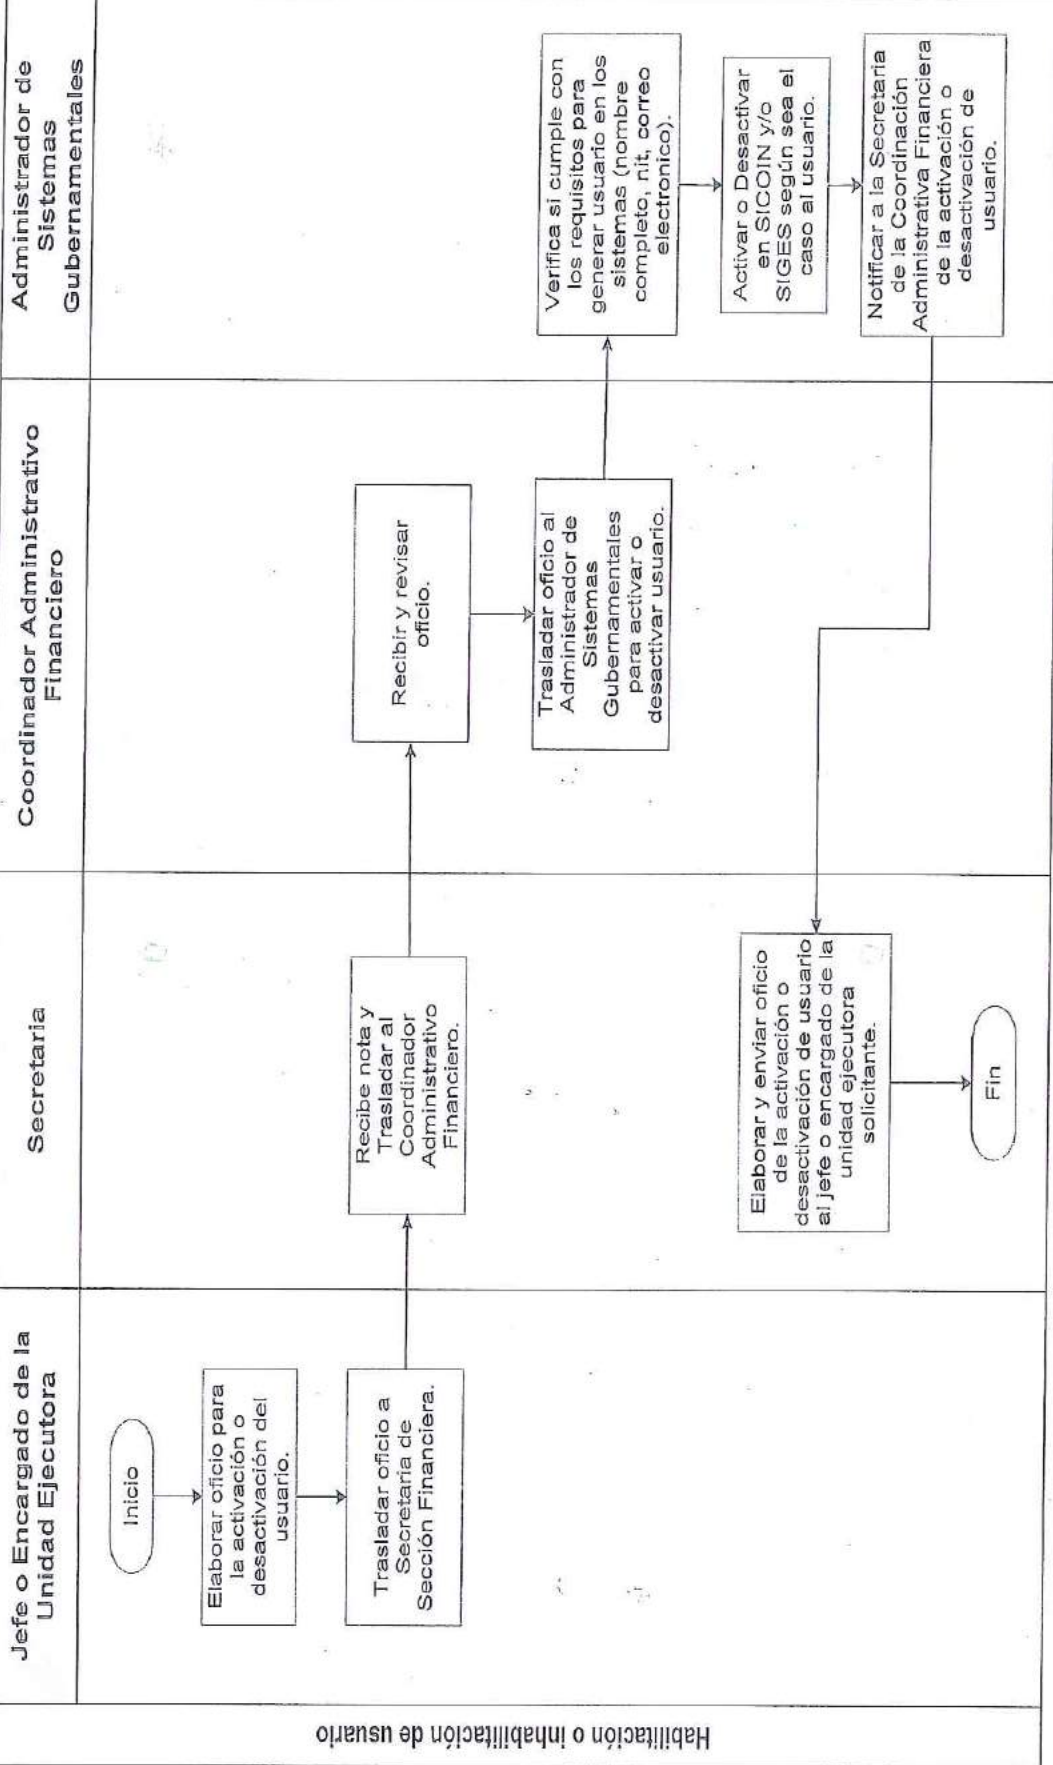 Habilitación o inhabilitación de usuario
Jefe o Encargado de la
Unidad Ejecutora
Secretaria
Coordinador Administrativo
Financiero
Administrador de
Sistemas
Gubernamentales
Inicio
Elaborar oficio para
la activación o
desactivación del
usuario.
Trasladar oficio a
Secretaria de
Sección Financiera.
Recibe nota y
Trasladar al
Coordinador
Administrativo
Financiero.
Recibir y revisar
oficio.
Trasladar oficio al
Administrador de
Sistemas
Gubernamentales
para activar o
desactivar usuario.
Verifica si cumple con
los requisitos para
generar usuario en los
sistemas (nombre
completo, nit, correo
electronico).
Activar o Desactivar
en SICOIN y/o
SIGES según sea el
caso al usuario.
Notificar a la Secretaria
de la Coordinación
Administrativa Financiera
de la activación o
desactivación de
usuario.
Elaborar y enviar oficio
de la activación o
desactivación de usuario
al jefe o encargado de la
unidad ejecutora
solicitante.
Fin